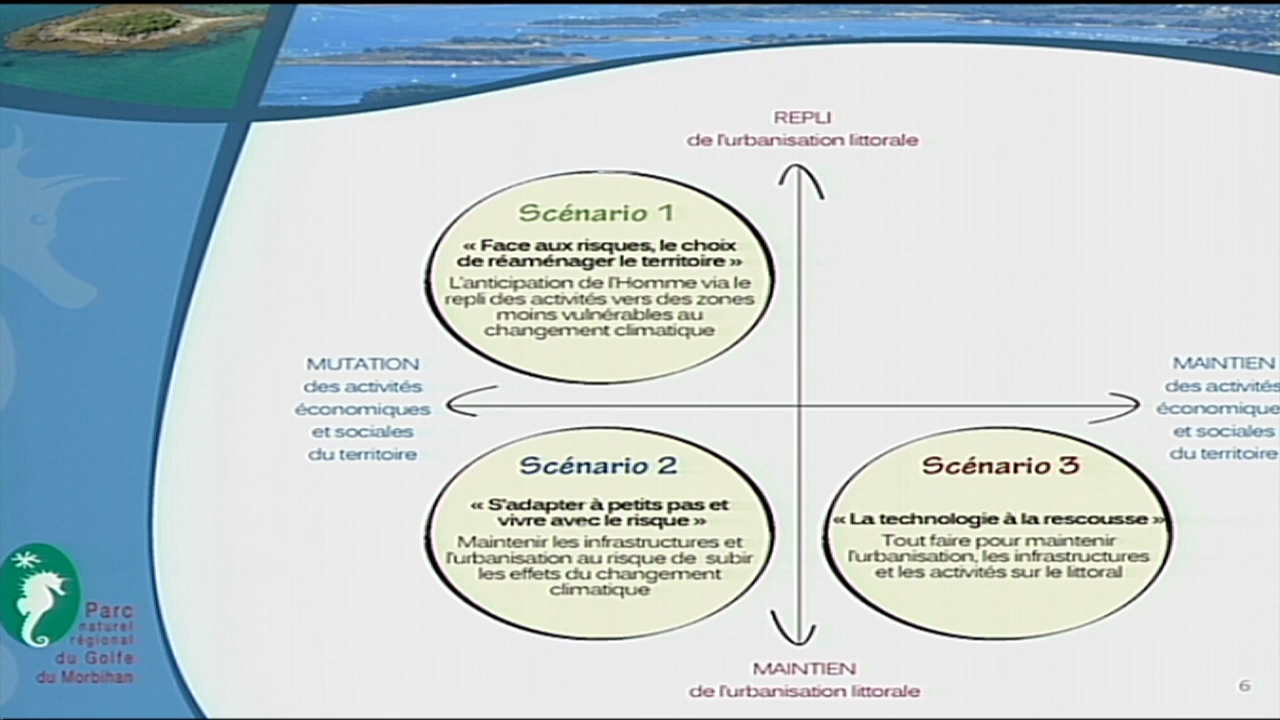 REPLI
de l'urbanisation littorale
Scénario 1
« Face aux risques, le choix
de réaménager le territoire »
L'anticipation de l'Homme via le
repli des activités vers des zones
moins vulnérables au
changement climatique
MUTATION
des activités
économiques
et sociales
du territoire
MAINTIEN
des activités
économique
et sociales
du territoire
Scénario 2
« S'adapter à petits pas et
vivre avec le risque »
Maintenir les infrastructures et
l'urbanisation au risque de subir
les effets du changement
climatique
Scénario 3
« La technologie à la rescousse »
Tout faire pour maintenir
l'urbanisation, les infrastructures
et les activités sur le littoral
Parc
naturel
régional
du Golfe
du Morbihan
MAINTIEN
de l'urbanisation littorale
6